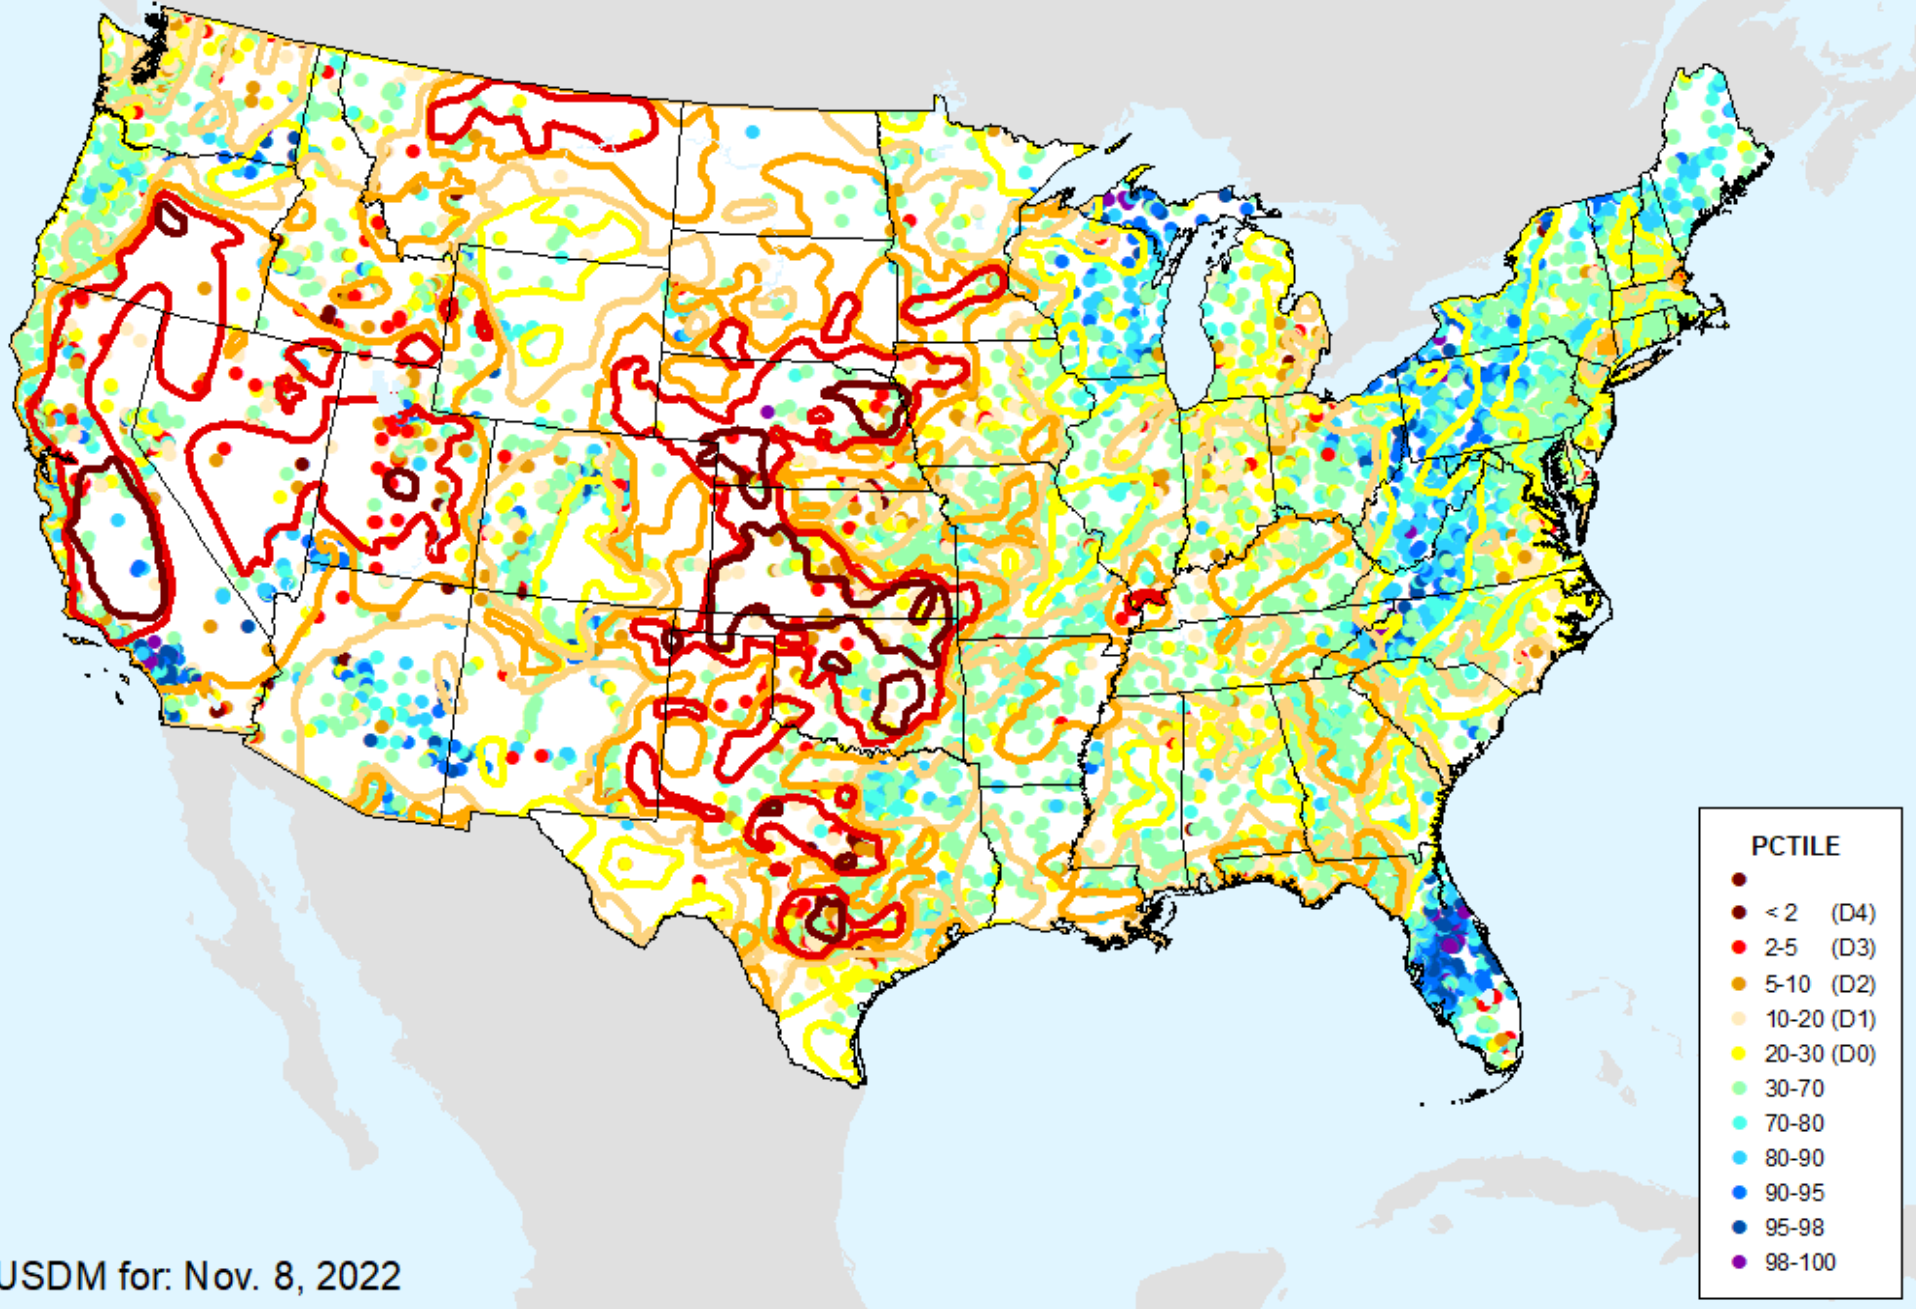 PCTILE
< 2 (D4)
2-5 (D3)
5-10 (D2)
10-20 (D1)
20-30 (D0)
30-70
70-80
80-90
90-95
95-98
98-100
USDM for: Nov. 8, 2022